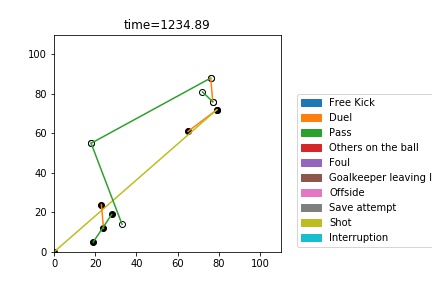 time=1234.89
100
80
60
40
20
0
0 20 40 60 80 100
Free Kick
Duel
Pass
Others on the ball
Foul
Goalkeeper leaving l
Offside
Save attempt
Shot
Interruption